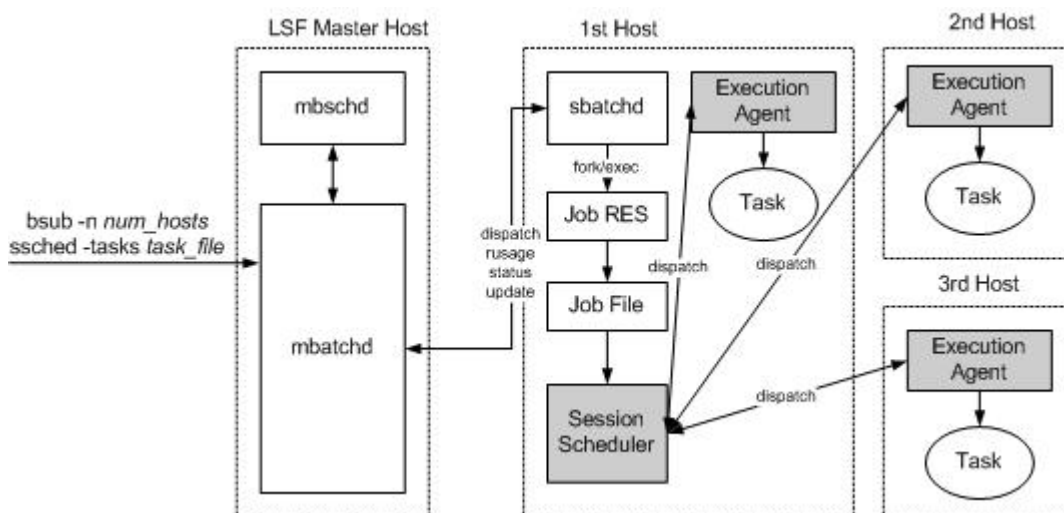 LSF Master Host
1st Host
2nd Host
mbschd
sbatchd
Execution
Agent
Execution
Agent
fork/exec
Task
Task
bsub -n num_hosts
ssched -tasks task_file
Job RES
dispatch
rusage
status
update
dispatch
dispatch
3rd Host
Job File
mbatchd
Execution
Agent
dispatch
Session
Scheduler
Task